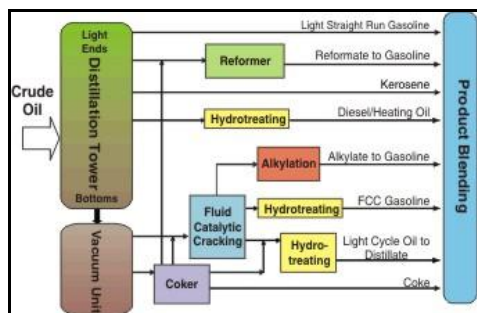 Light Straight Run Gasoline
Light
Ends
Reformer
Reformate to Gasoline
Crude
Oil
Distillation Tower
Kerosene
Hydrotreating
Diesel/Heating Oil
Product Blending
Alkylation
Alkylate to Gasoline
Bottoms
Fluid
Catalytic
Cracking
Hydrotreating
FCC Gasoline
Vacuum Unit
Hydro-
treating
Light Cycle Oil to
Distillate
Coker
Coke